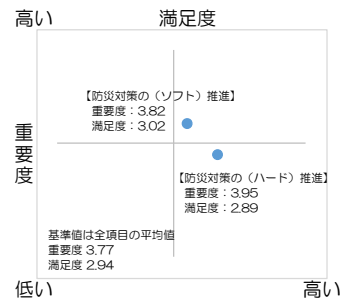 高い
満足度
【防災対策の（ソフト）推進】
重要度：3.82
満足度：3.02
重要度
【防災対策の（ハード）推進】
重要度：3.95
満足度：2.89
基準値は全項目の平均値
重要度 3.77
満足度 2.94
低い
高い